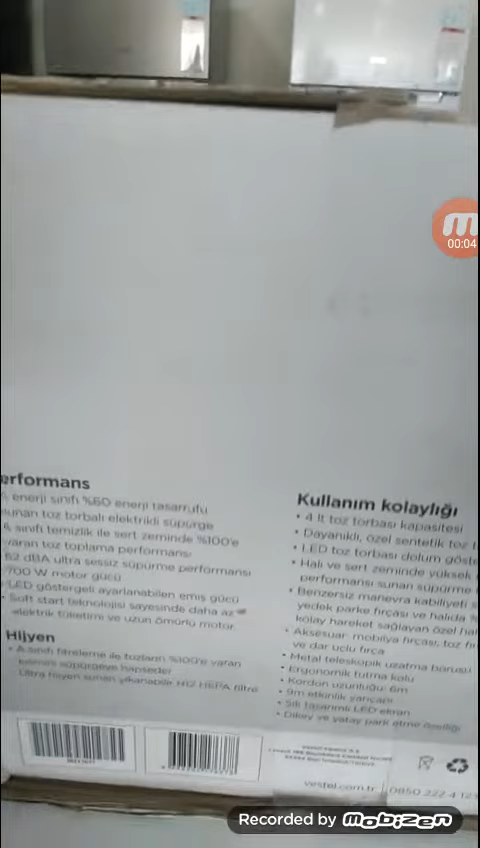 00:04
erformans
enerji sınıfı %60 enerji tasarrufu
sunan toz torbalı elektrikli süpürge
A sınıfı temizlik ile sert zeminde %100'e
varan toz toplama performansı
62 dBA ultra sessiz süpürme performansı
700 W motor gücü
LED göstergeli ayarlanabilen emiş gücü
Soft start teknolojisi sayesinde daha az
elektrik tüketimi ve uzun ömürlü motor.
Hijyen
• A sınıfı filtreleme ile tozların %100'e varan
süpürgeye hapseder
Ultra hijyen sunan yıkanabilir H12 HEPA filtre
Kullanım kolaylığı
• 4 lt toz torbası kapasitesi
• Dayanıklı, özel sentetik toz t
• LED toz torbası dolum göste
• Halı ve sert zeminde yüksek
performansı sunan süpürme
• Benzersiz manevra kabiliyeti s
yedek parke fırçası ve halıda %
kolay hareket sağlayan özel hal
• Aksesuar: mobilya fırçası, toz fır
ve dar uçlu fırça
• Metal teleskopik uzatma borusu
• Ergonomik tutma kolu
• Kordon uzunluğu: 6m
• 9m etkinlik yarıçapı
• Şık tasarımlı LED ekran
• Dikey ve yatay park etme özelliği
vestel.com.tr
0850 222 4 123
Recorded by mobizen